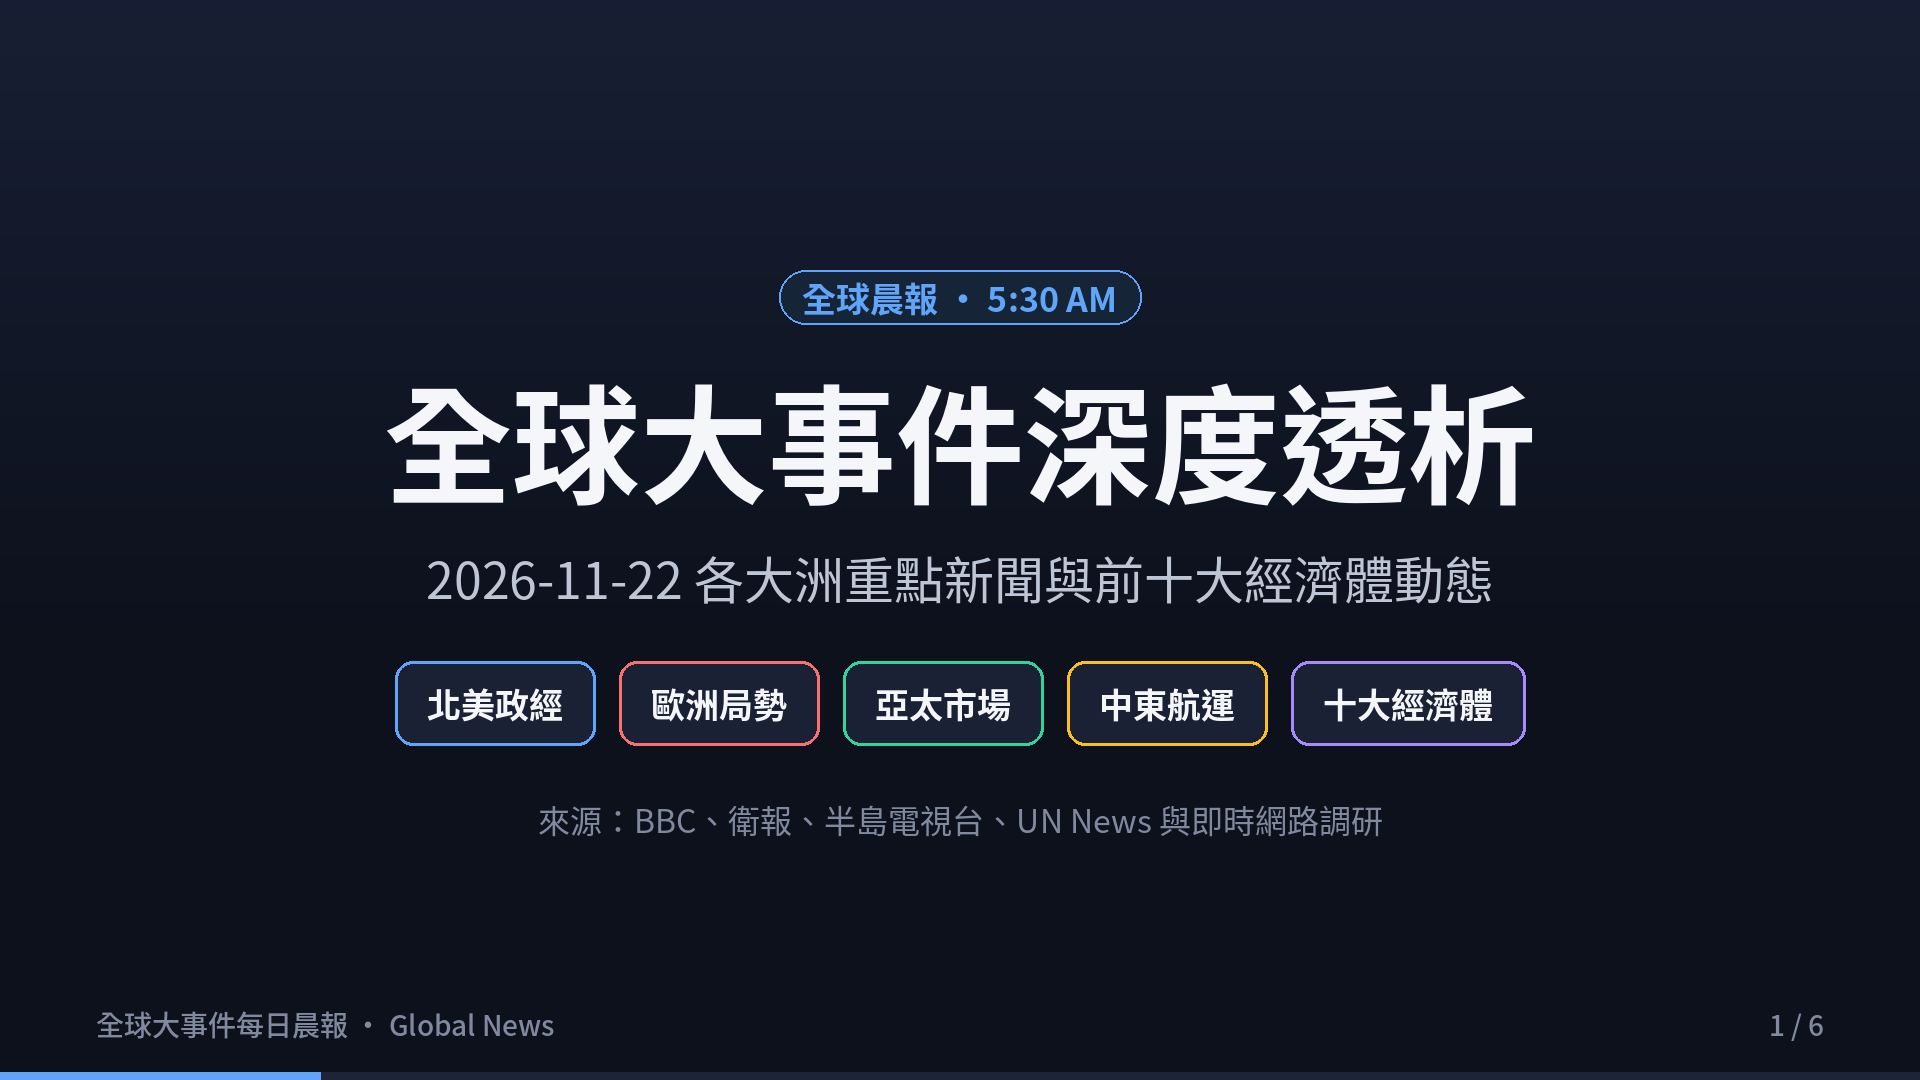 全球晨報 · 5:30 AM
全球大事件深度透析
2026-11-22 各大洲重點新聞與前十大經濟體動態
北美政經
歐洲局勢
亞太市場
中東航運
十大經濟體
來源：BBC、衛報、半島電視台、UN News 與即時網路調研
全球大事件每日晨報 · Global News
1 / 6